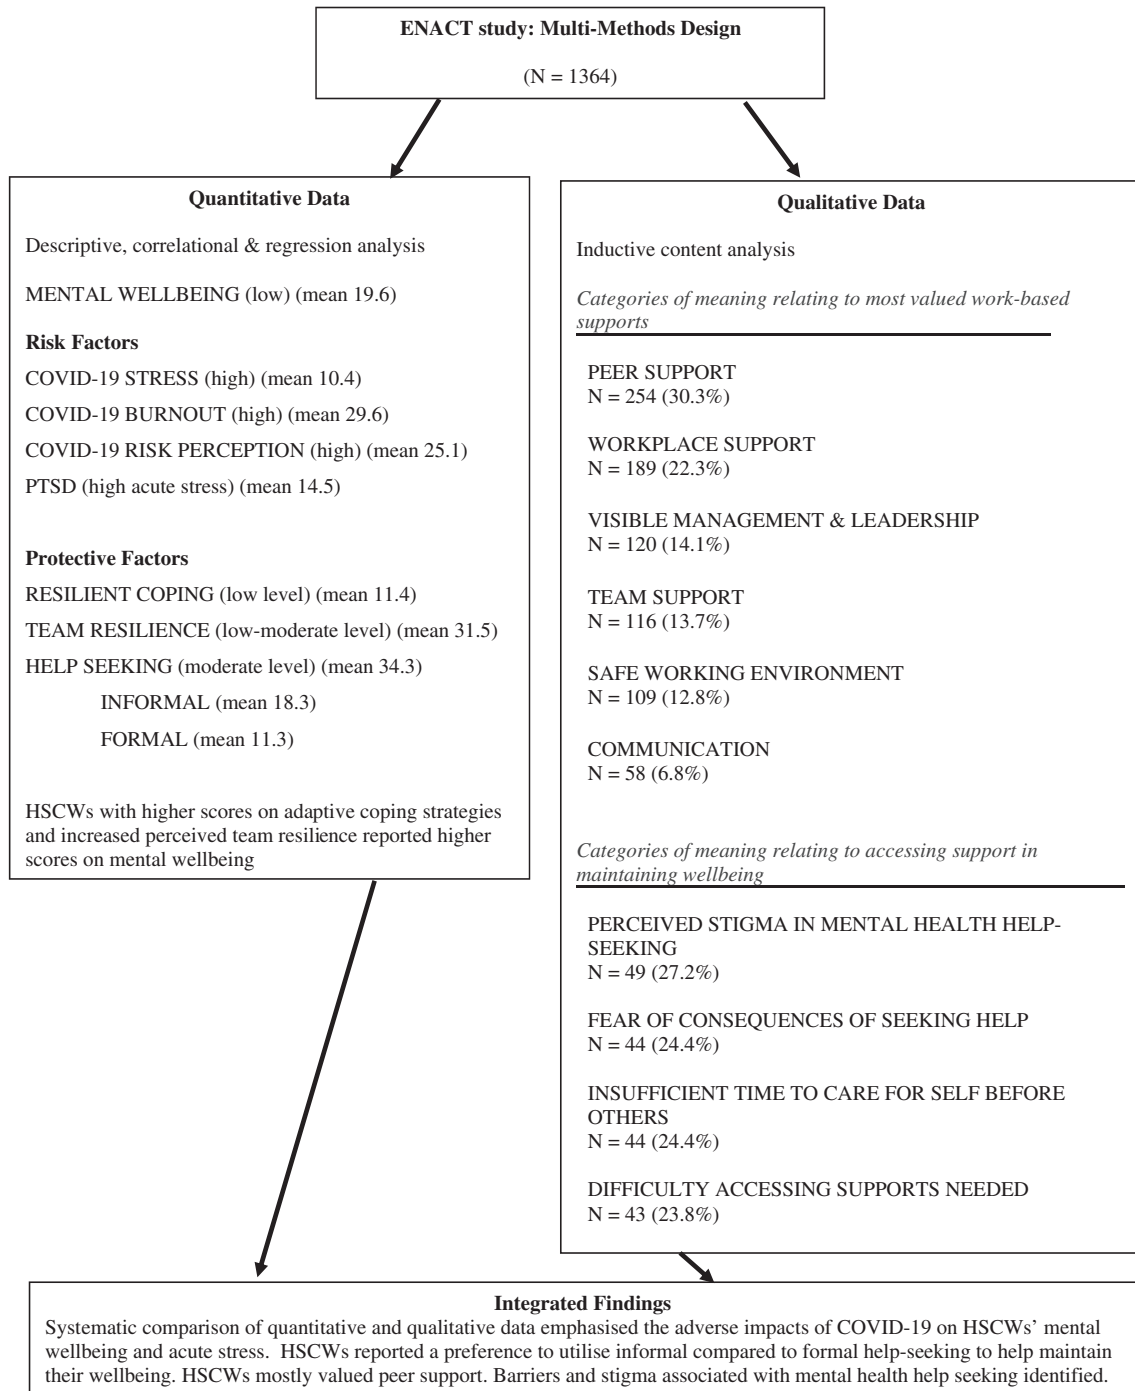 ENACT study: Multi-Methods Design
(N = 1364)
Quantitative Data
Descriptive, correlational & regression analysis
MENTAL WELLBEING (low) (mean 19.6)
Risk Factors
COVID-19 STRESS (high) (mean 10.4)
COVID-19 BURNOUT (high) (mean 29.6)
COVID-19 RISK PERCEPTION (high) (mean 25.1)
PTSD (high acute stress) (mean 14.5)
Protective Factors
RESILIENT COPING (low level) (mean 11.4)
TEAM RESILIENCE (low-moderate level) (mean 31.5)
HELP SEEKING (moderate level) (mean 34.3)
INFORMAL (mean 18.3)
FORMAL (mean 11.3)
HSCWs with higher scores on adaptive coping strategies
and increased perceived team resilience reported higher
scores on mental wellbeing
Qualitative Data
Inductive content analysis
Categories of meaning relating to most valued work-based
supports
PEER SUPPORT
N = 254 (30.3%)
WORKPLACE SUPPORT
N = 189 (22.3%)
VISIBLE MANAGEMENT & LEADERSHIP
N = 120 (14.1%)
TEAM SUPPORT
N = 116 (13.7%)
SAFE WORKING ENVIRONMENT
N = 109 (12.8%)
COMMUNICATION
N = 58 (6.8%)
Categories of meaning relating to accessing support in
maintaining wellbeing
PERCEIVED STIGMA IN MENTAL HEALTH HELP-
SEEKING
N = 49 (27.2%)
FEAR OF CONSEQUENCES OF SEEKING HELP
N = 44 (24.4%)
INSUFFICIENT TIME TO CARE FOR SELF BEFORE
OTHERS
N = 44 (24.4%)
DIFFICULTY ACCESSING SUPPORTS NEEDED
N = 43 (23.8%)
Integrated Findings
Systematic comparison of quantitative and qualitative data emphasised the adverse impacts of COVID-19 on HSCWs' mental
wellbeing and acute stress. HSCWs reported a preference to utilise informal compared to formal help-seeking to help maintain
their wellbeing. HSCWs mostly valued peer support. Barriers and stigma associated with mental health help seeking identified.